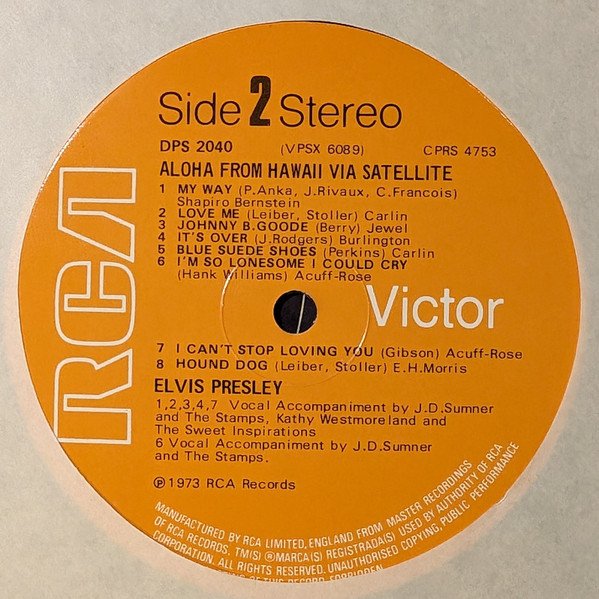 Side 2 Stereo
DPS 2040 (VPSX 6089) CPRS 4753
ALOHA FROM HAWAII VIA SATELLITE
1 MY WAY (P.Anka, J.Rivaux, C.Francois)
Shapiro Bernstein
2 LOVE ME (Leiber, Stoller) Carlin
3 JOHNNY B.GOODE (Berry) Jewel
4 IT'S OVER (J.Rodgers) Burlington
5 BLUE SUEDE SHOES (Perkins) Carlin
6 I'M SO LONESOME I COULD CRY
(Hank Williams) Acuff-Rose
RCA Victor
7 I CAN'T STOP LOVING YOU (Gibson) Acuff-Rose
8 HOUND DOG (Leiber, Stoller) E.H.Morris
ELVIS PRESLEY
1,2,3,4,7 Vocal Accompaniment by J.D.Sumner
and The Stamps, Kathy Westmoreland and
The Sweet Inspirations
6 Vocal Accompaniment by J.D.Sumner
and The Stamps.
℗ 1973 RCA Records
MANUFACTURED BY RCA LIMITED, ENGLAND FROM MASTER RECORDINGS
OF RCA RECORDS. TM(S) ® MARCA(S) REGISTRADA(S) USED BY AUTHORITY OF RCA
CORPORATION. ALL RIGHTS RESERVED. UNAUTHORISED COPYING, PUBLIC PERFORMANCE
OF THIS RECORD FORBIDDEN